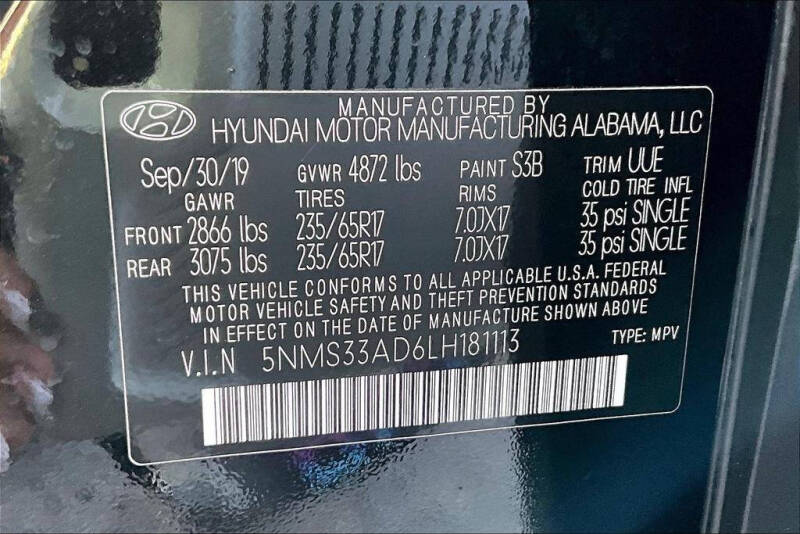 MANUFACTURED BY
HYUNDAI MOTOR MANUFACTURING ALABAMA, LLC
Sep/30/19 GVWR 4872 lbs PAINT S3B TRIM UUE
GAWR TIRES RIMS COLD TIRE INFL
FRONT 2866 lbs 235/65R17 7.0JX17 35 psi SINGLE
REAR 3075 lbs 235/65R17 7.0JX17 35 psi SINGLE
THIS VEHICLE CONFORMS TO ALL APPLICABLE U.S.A. FEDERAL
MOTOR VEHICLE SAFETY AND THEFT PREVENTION STANDARDS
IN EFFECT ON THE DATE OF MANUFACTURE SHOWN ABOVE
V.I.N 5NMS33AD6LH181113 TYPE: MPV